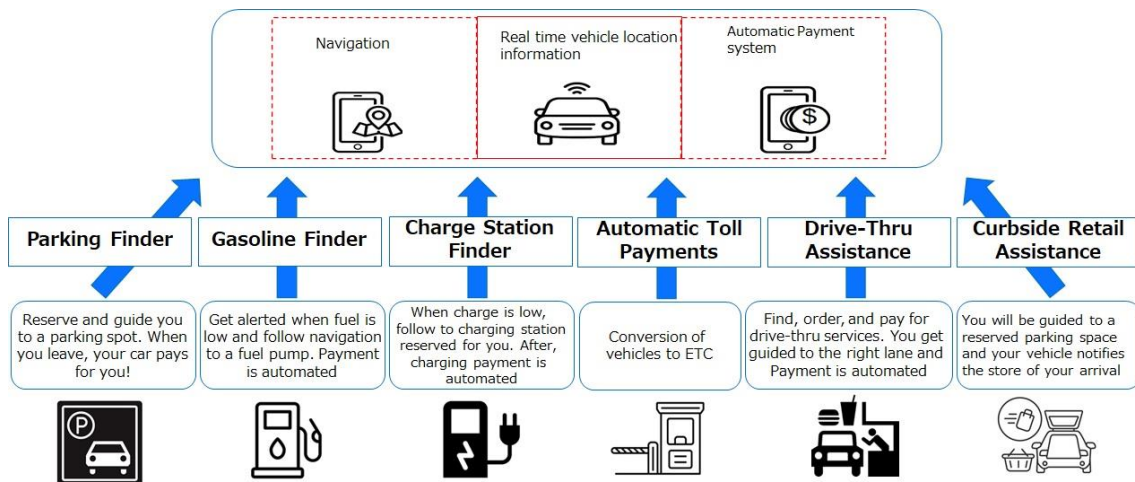 Navigation
Real time vehicle location
information
Automatic Payment
system
$
Parking Finder
Gasoline Finder
Charge Station
Finder
Automatic Toll
Payments
Drive-Thru
Assistance
Curbside Retail
Assistance
Reserve and guide you
to a parking spot. When
you leave, your car pays
for you!
Get alerted when fuel is
low and follow navigation
to a fuel pump. Payment
is automated
When charge is low,
follow to charging station
reserved for you. After,
charging payment is
automated
Conversion of
vehicles to ETC
Find, order, and pay for
drive-thru services. You get
guided to the right lane and
Payment is automated
You will be guided to a
reserved parking space
and your vehicle notifies
the store of your arrival
P